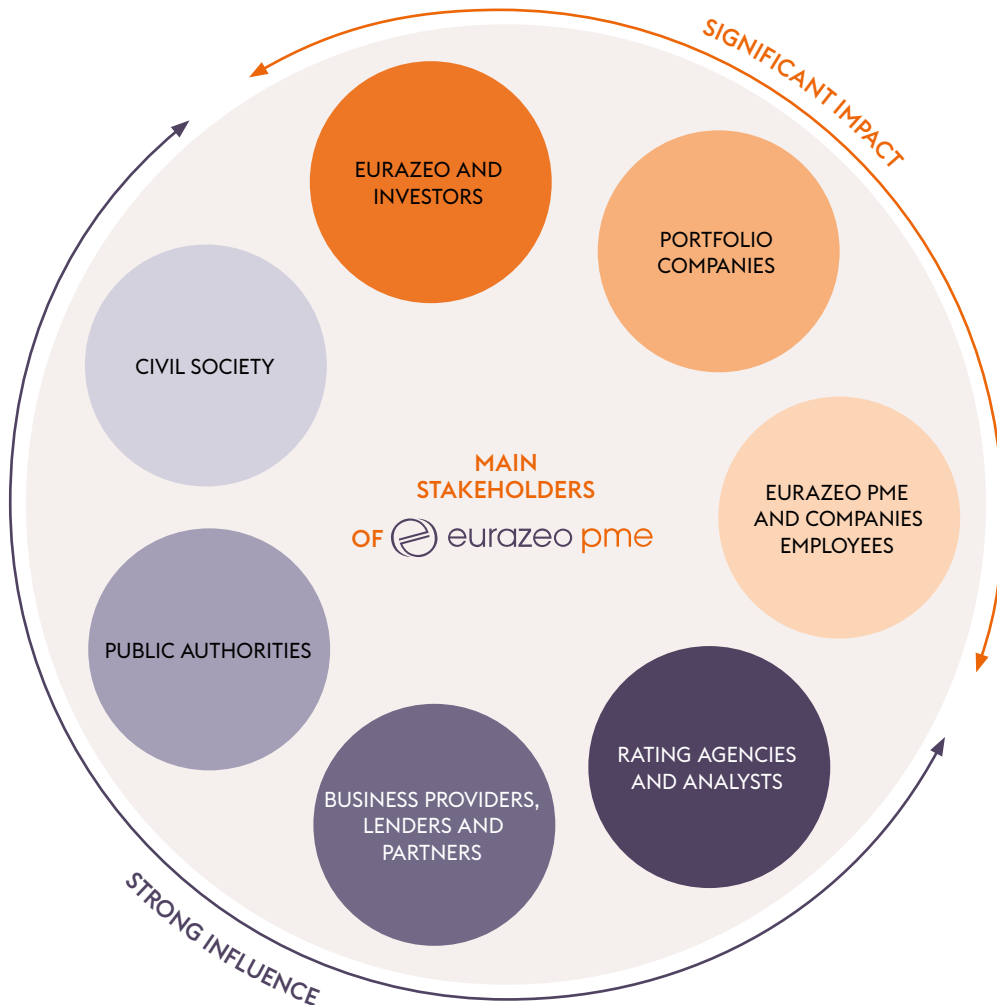 SIGNIFICANT IMPACT
EURAZEO AND
INVESTORS
PORTFOLIO
COMPANIES
CIVIL SOCIETY
MAIN
STAKEHOLDERS
OF eurazeo pme
EURAZEO PME
AND COMPANIES
EMPLOYEES
PUBLIC AUTHORITIES
RATING AGENCIES
AND ANALYSTS
BUSINESS PROVIDERS,
LENDERS AND
PARTNERS
STRONG INFLUENCE